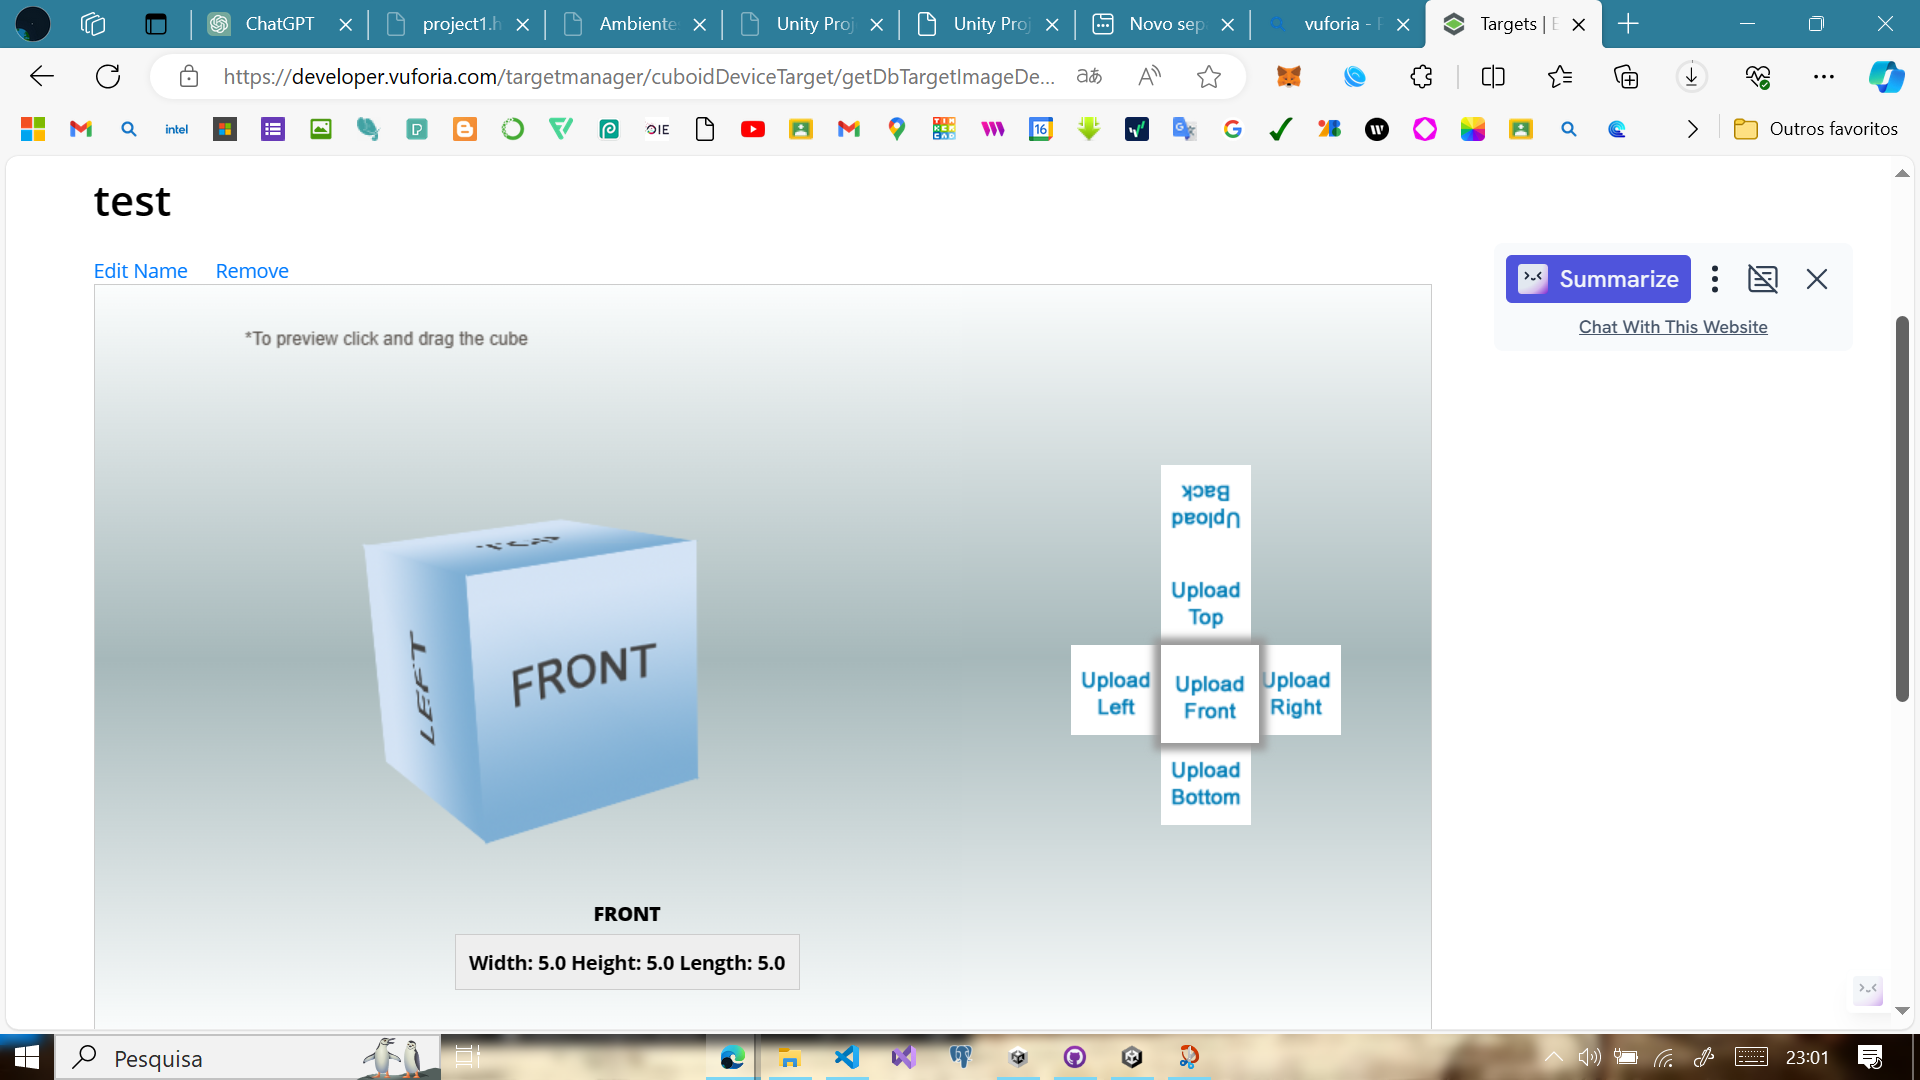 ChatGPT
project1.h
Ambiente
Unity Proj
Unity Proj
Novo sep
vuforia - P
Targets | E
https://developer.vuforia.com/targetmanager/cuboidDeviceTarget/getDbTargetImageDe...
intel
OIE
16
Outros favoritos
test
Edit Name Remove
Summarize
Chat With This Website
*To preview click and drag the cube
TOP
LEFT
FRONT
Upload
Back
Upload
Top
Upload
Left
Upload
Front
Upload
Right
Upload
Bottom
FRONT
Width: 5.0 Height: 5.0 Length: 5.0
Pesquisa
23:01